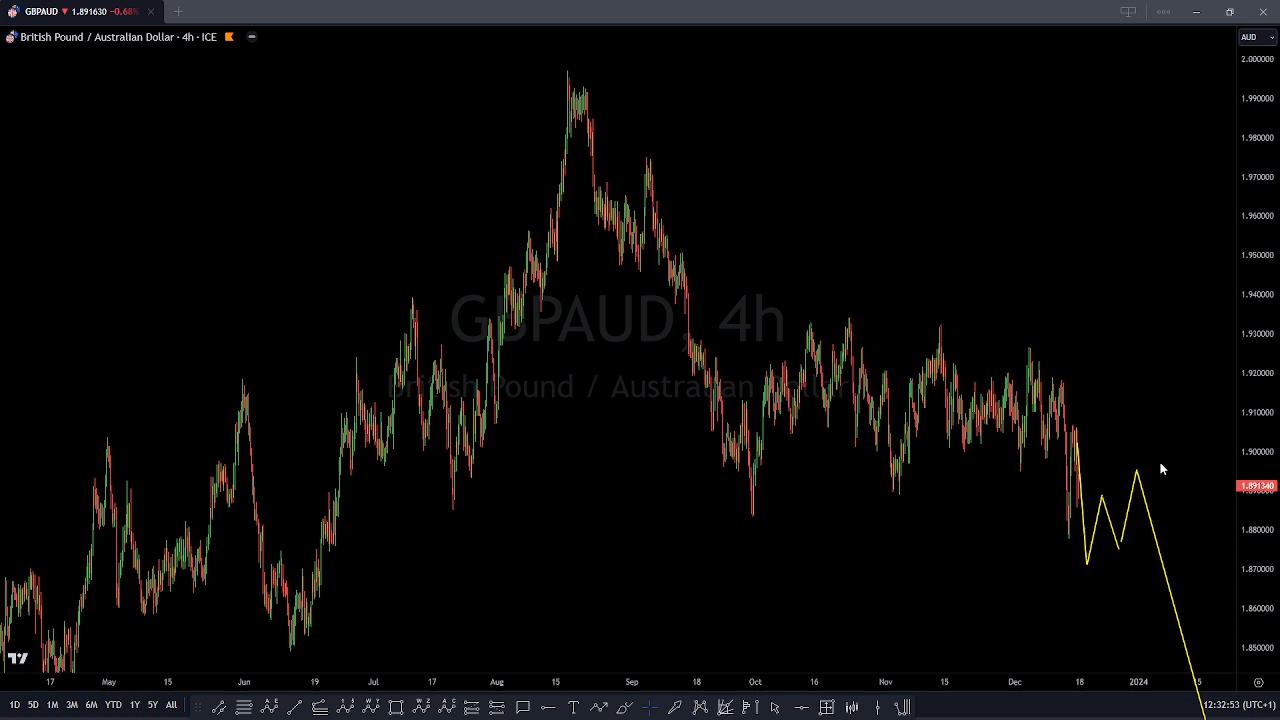 GBPAUD ▼ 1.891630 −0.68%
British Pound / Australian Dollar · 4h · ICE
AUD
2.000000
1.990000
1.980000
1.970000
1.960000
1.950000
1.940000
1.930000
1.920000
1.910000
1.900000
1.891340
1.880000
1.870000
1.860000
1.850000
GBPAUD, 4h
British Pound / Australian Dollar
17 May 15 Jun 19 Jul 17 Aug 15 Sep 18 Oct 16 Nov 15 Dec 18 2024 15
1D 5D 1M 3M 6M YTD 1Y 5Y All
12:32:53 (UTC+1)